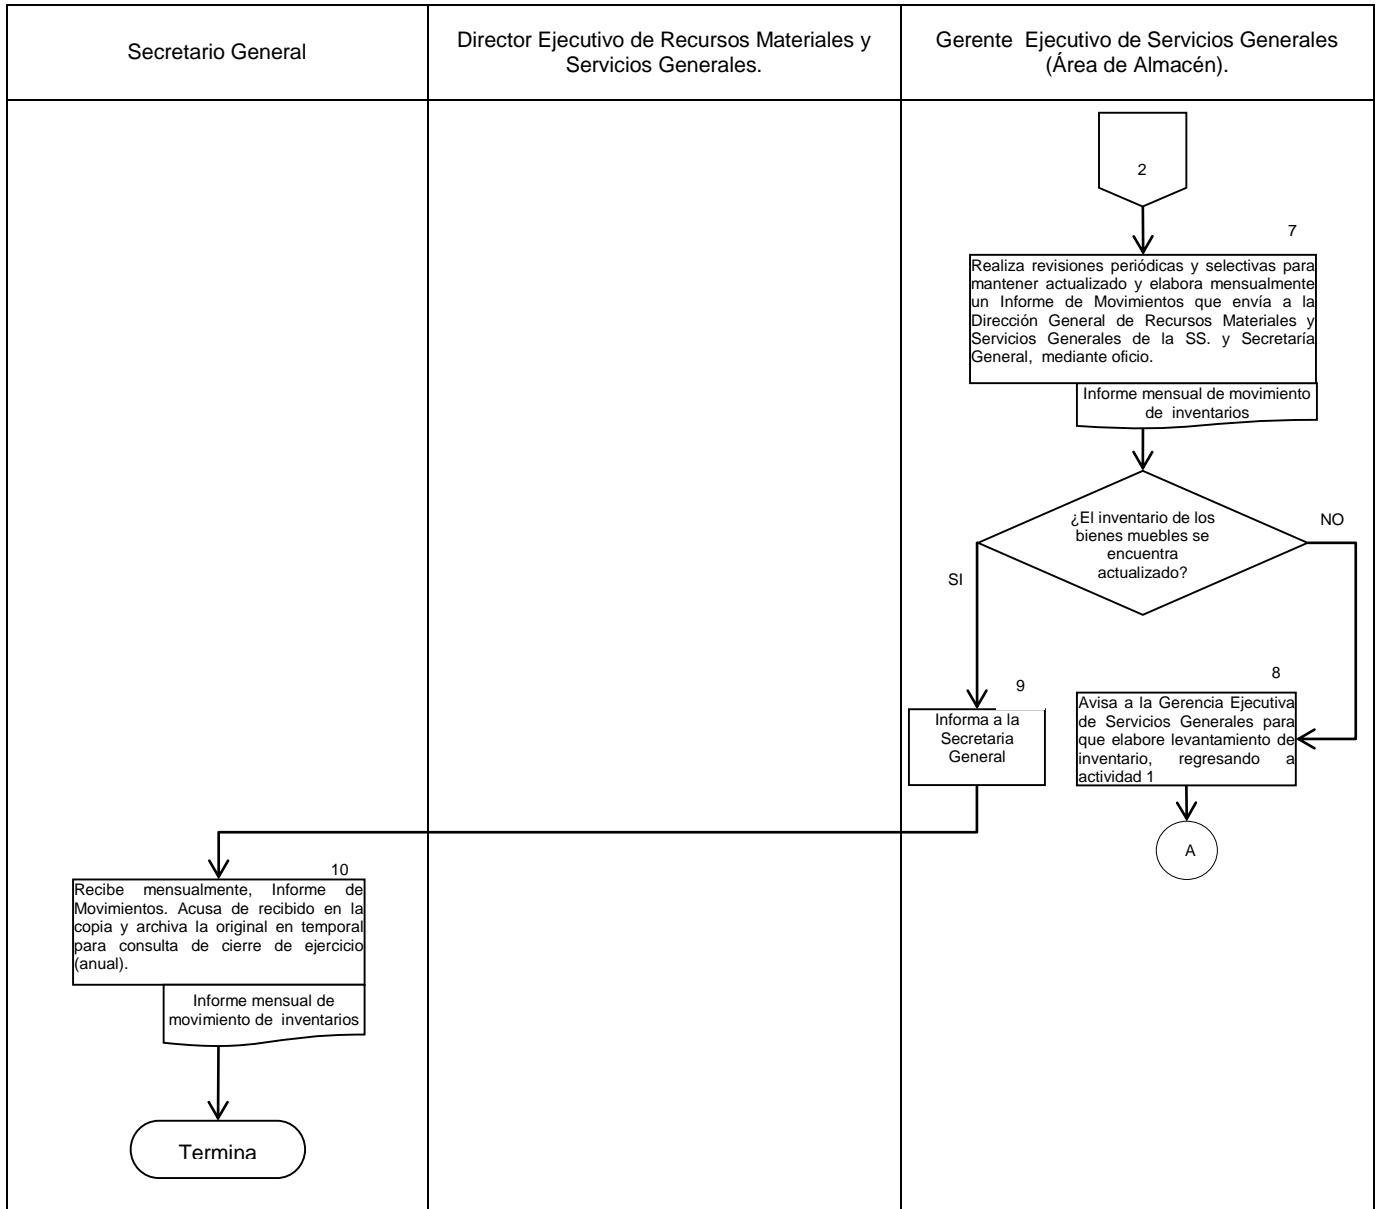 Secretario General
Director Ejecutivo de Recursos Materiales y
Servicios Generales.
Gerente Ejecutivo de Servicios Generales
(Área de Almacén).
2
7
Realiza revisiones periódicas y selectivas para
mantener actualizado y elabora mensualmente
un Informe de Movimientos que envía a la
Dirección General de Recursos Materiales y
Servicios Generales de la SS. y Secretaría
General, mediante oficio.
Informe mensual de movimiento
de inventarios
¿El inventario de los
bienes muebles se
encuentra
actualizado?
NO
SI
8
Avisa a la Gerencia Ejecutiva
de Servicios Generales para
que elabore levantamiento de
inventario, regresando a
actividad 1
9
Informa a la
Secretaria
General
A
10
Recibe mensualmente, Informe de
Movimientos. Acusa de recibido en la
copia y archiva la original en temporal
para consulta de cierre de ejercicio
(anual).
Informe mensual de
movimiento de inventarios
Termina